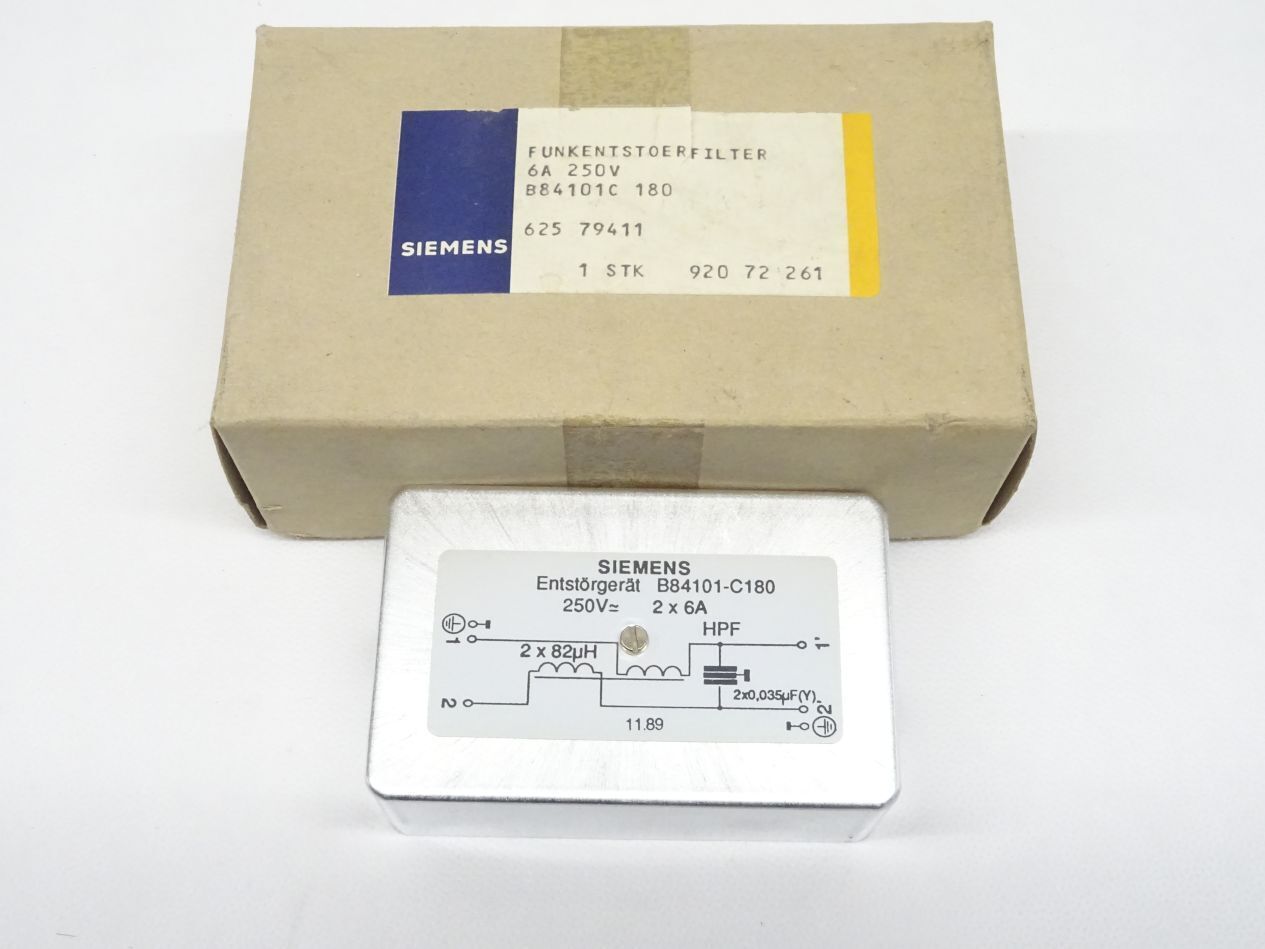 FUNKENTSTOERFILTER
6A 250V
B84101C 180
625 79411
SIEMENS
1 STK 920 72 261
SIEMENS
Entstörgerät B84101-C180
250V≃ 2 x 6A
HPF
1
1'
2 x 82µH
2
2x0,035µF(Y)
2'
11.89